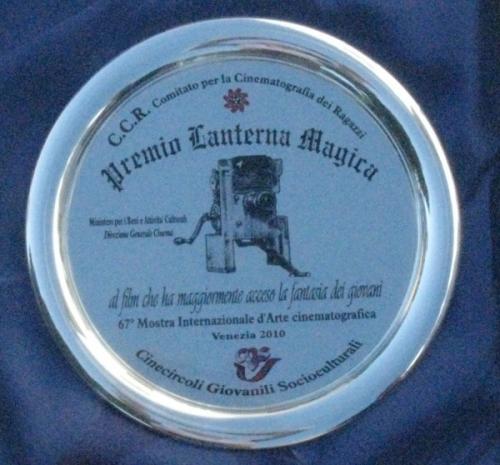 C.C.R. Comitato per la Cinematografia dei Ragazzi
Premio Lanterna Magica
Ministero per i Beni e Attività Culturali
Direzione Generale Cinema
al film che ha maggiormente acceso la fantasia dei giovani
67° Mostra Internazionale d'Arte cinematografica
Venezia 2010
Cinecircoli Giovanili Socioculturali